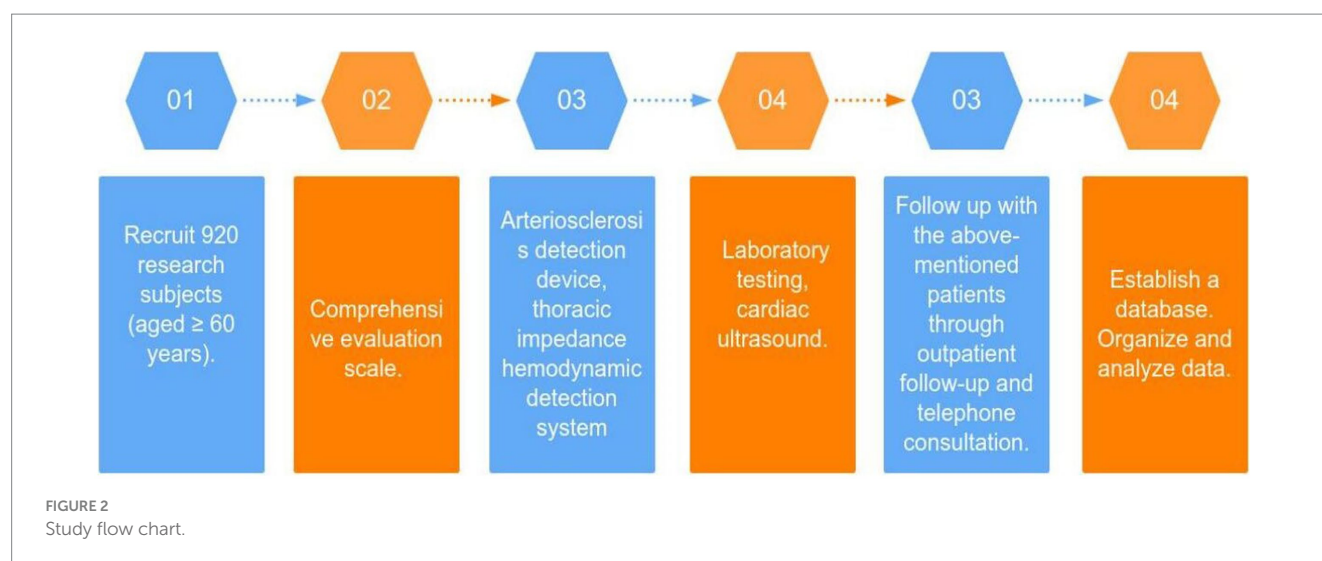 01
02
03
04
03
04
Recruit 920
research
subjects
(aged ≥ 60
years).
Comprehensi
ve evaluation
scale.
Arteriosclerosi
s detection
device,
thoracic
impedance
hemodynamic
detection
system
Laboratory
testing,
cardiac
ultrasound.
Follow up with
the above-
mentioned
patients
through
outpatient
follow-up and
telephone
consultation.
Establish a
database.
Organize and
analyze data.
FIGURE 2
Study flow chart.